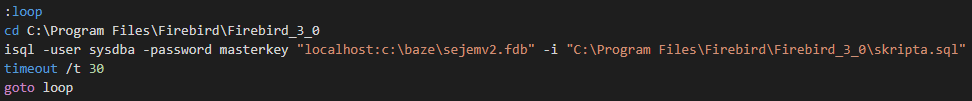 :loop
cd C:\Program Files\Firebird\Firebird_3_0
isql -user sysdba -password masterkey "localhost:c:\baze\sejemv2.fdb" -i "C:\Program Files\Firebird\Firebird_3_0\skripta.sql"
timeout /t 30
goto loop